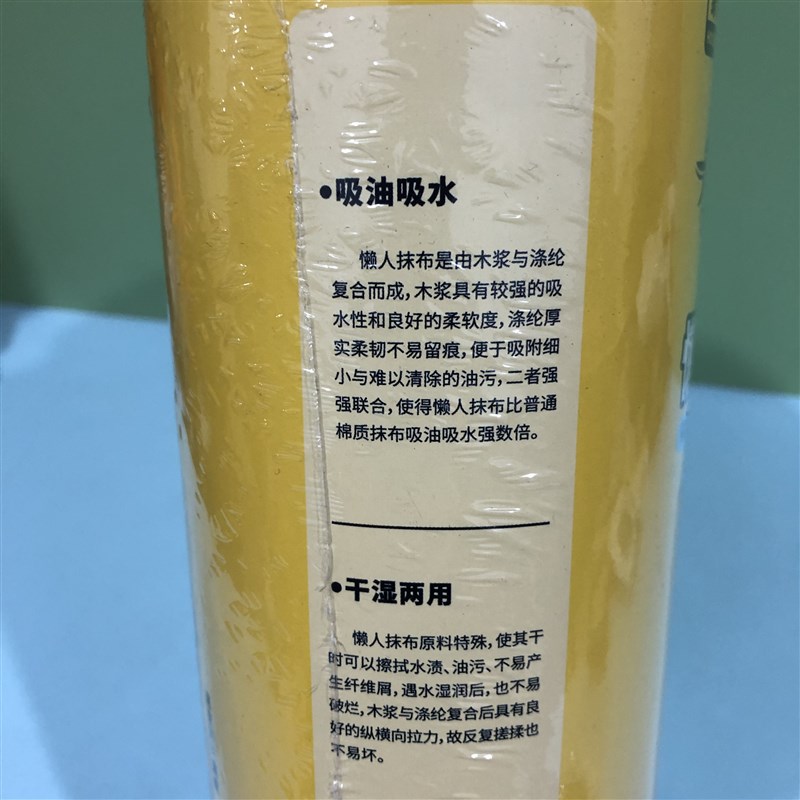 •吸油吸水
懒人抹布是由木浆与涤纶
复合而成,木浆具有较强的吸
水性和良好的柔软度,涤纶厚
实柔韧不易留痕,便于吸附细
小与难以清除的油污,二者强
强联合,使得懒人抹布比普通
棉质抹布吸油吸水强数倍。
•干湿两用
懒人抹布原料特殊,使其干
时可以擦拭水渍、油污、不易产
生纤维屑,遇水湿润后,也不易
破烂,木浆与涤纶复合后具有良
好的纵横向拉力,故反复搓揉也
不易坏。